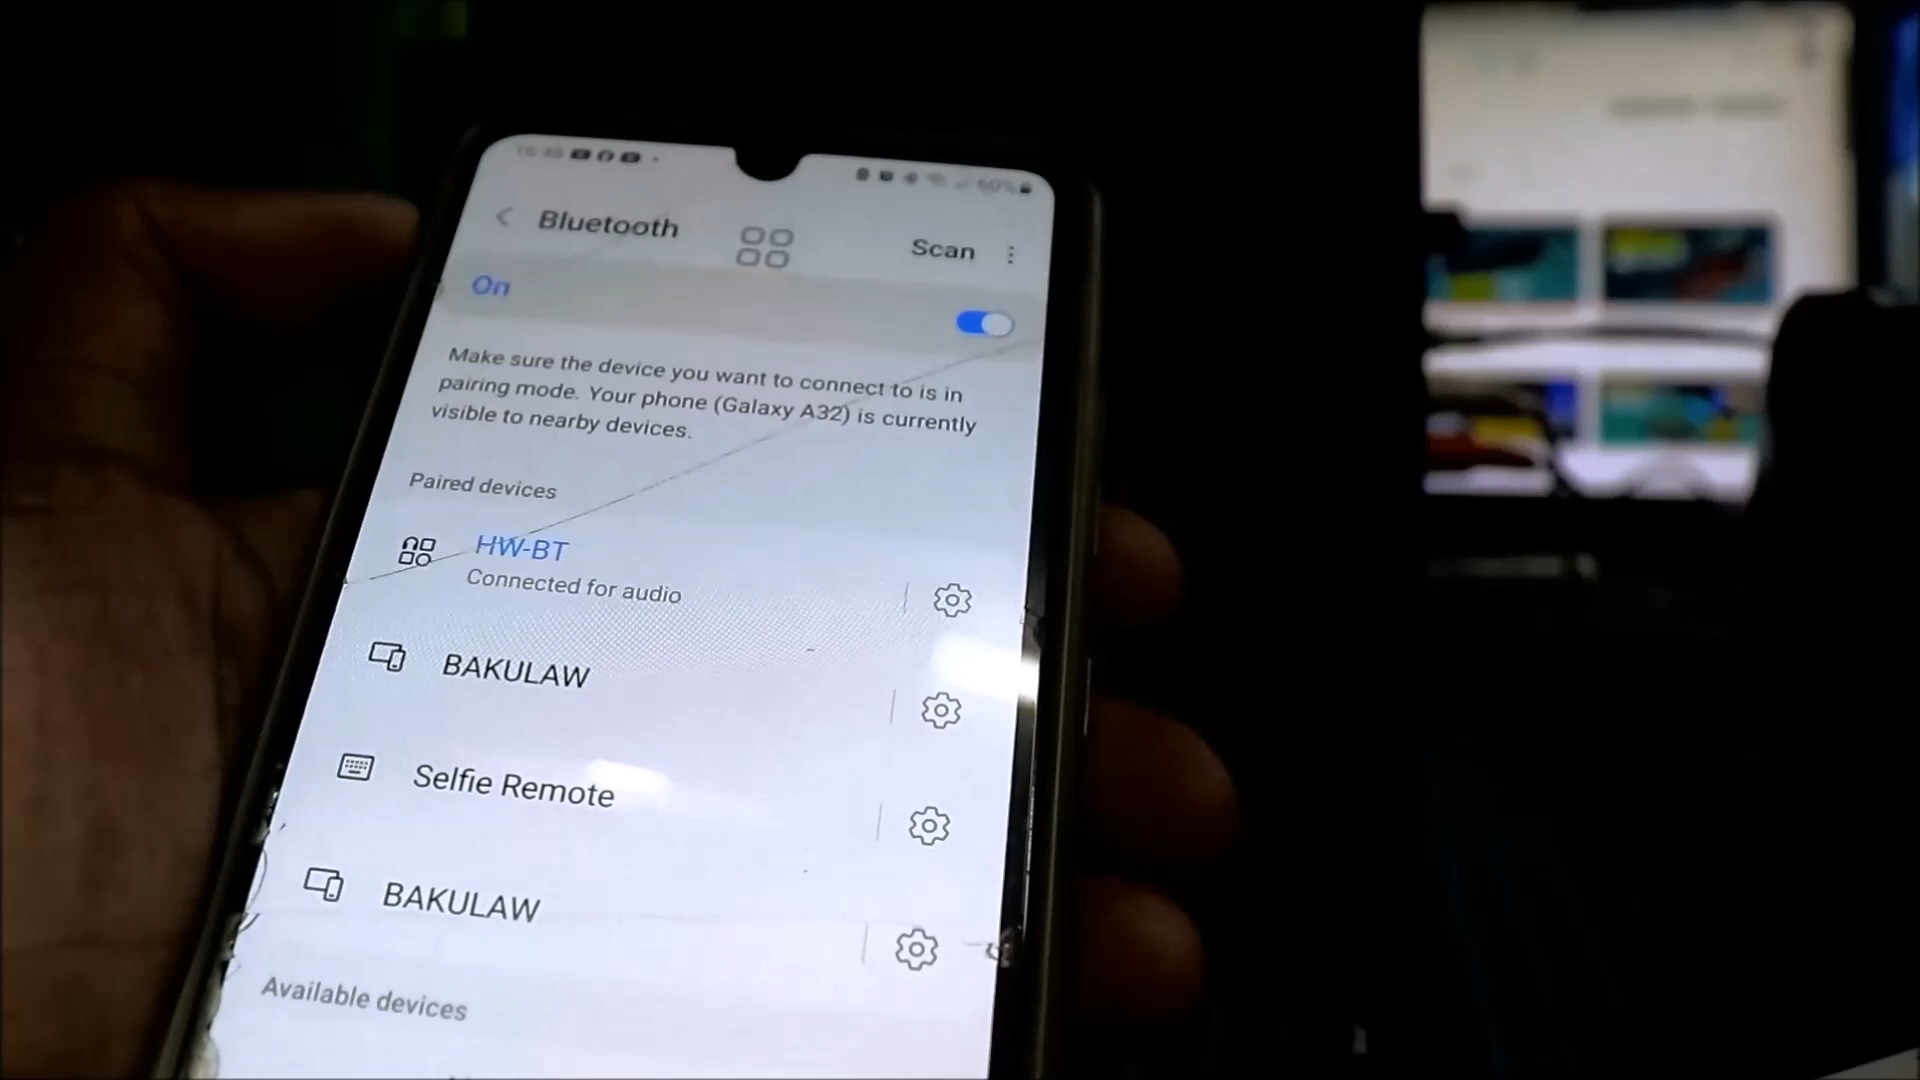 60%
Bluetooth
Scan
On
Make sure the device you want to connect to is in
pairing mode. Your phone (Galaxy A32) is currently
visible to nearby devices.
Paired devices
HW-BT
Connected for audio
BAKULAW
Selfie Remote
BAKULAW
Available devices